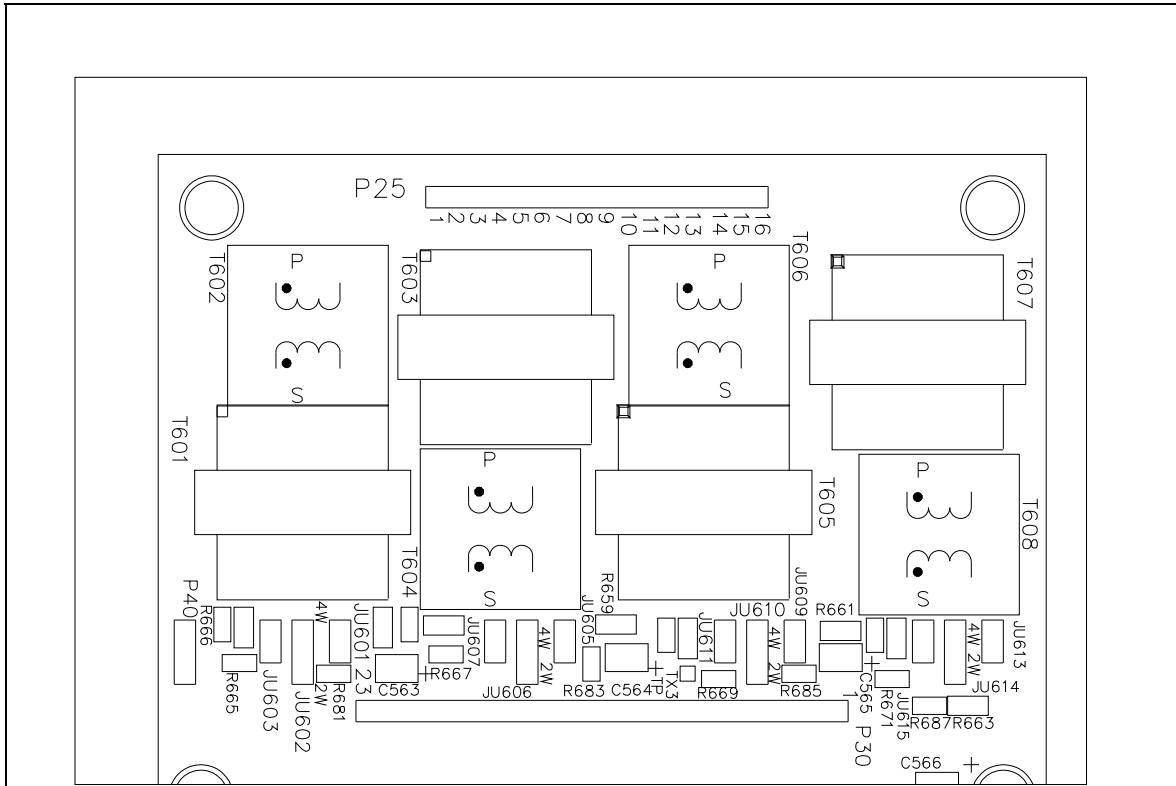 P25
1 2 3 4 5 6 7 8 9 10 11 12 13 14 15 16
T602
P
S
T603
T606
P
S
T607
T601
T604
P
S
T605
T608
P
S
P40
R666
R665
JU603
JU602
4W
2W
JU601
R681
23
C563
+
R667
JU607
JU606
4W 2W
JU605
R683
R659
C564
+
TP
TX3
JU611
R669
JU610
4W 2W
JU609
R685
R661
C565
+
1
R671
JU615
R687
R663
4W 2W
JU613
JU614
P30
C566
+